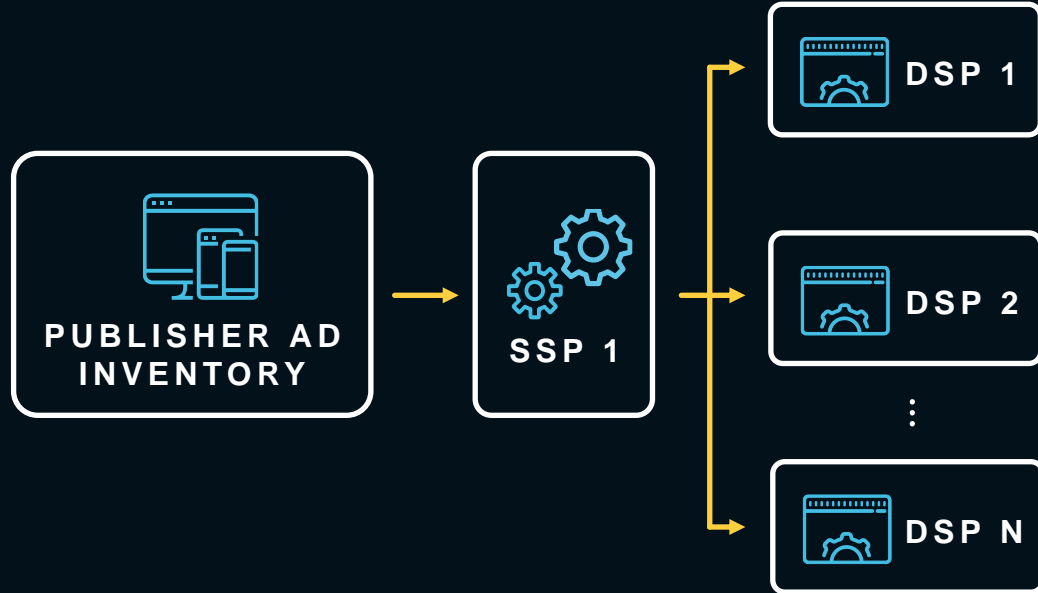 PUBLISHER AD
INVENTORY
SSP 1
DSP 1
DSP 2
DSP N